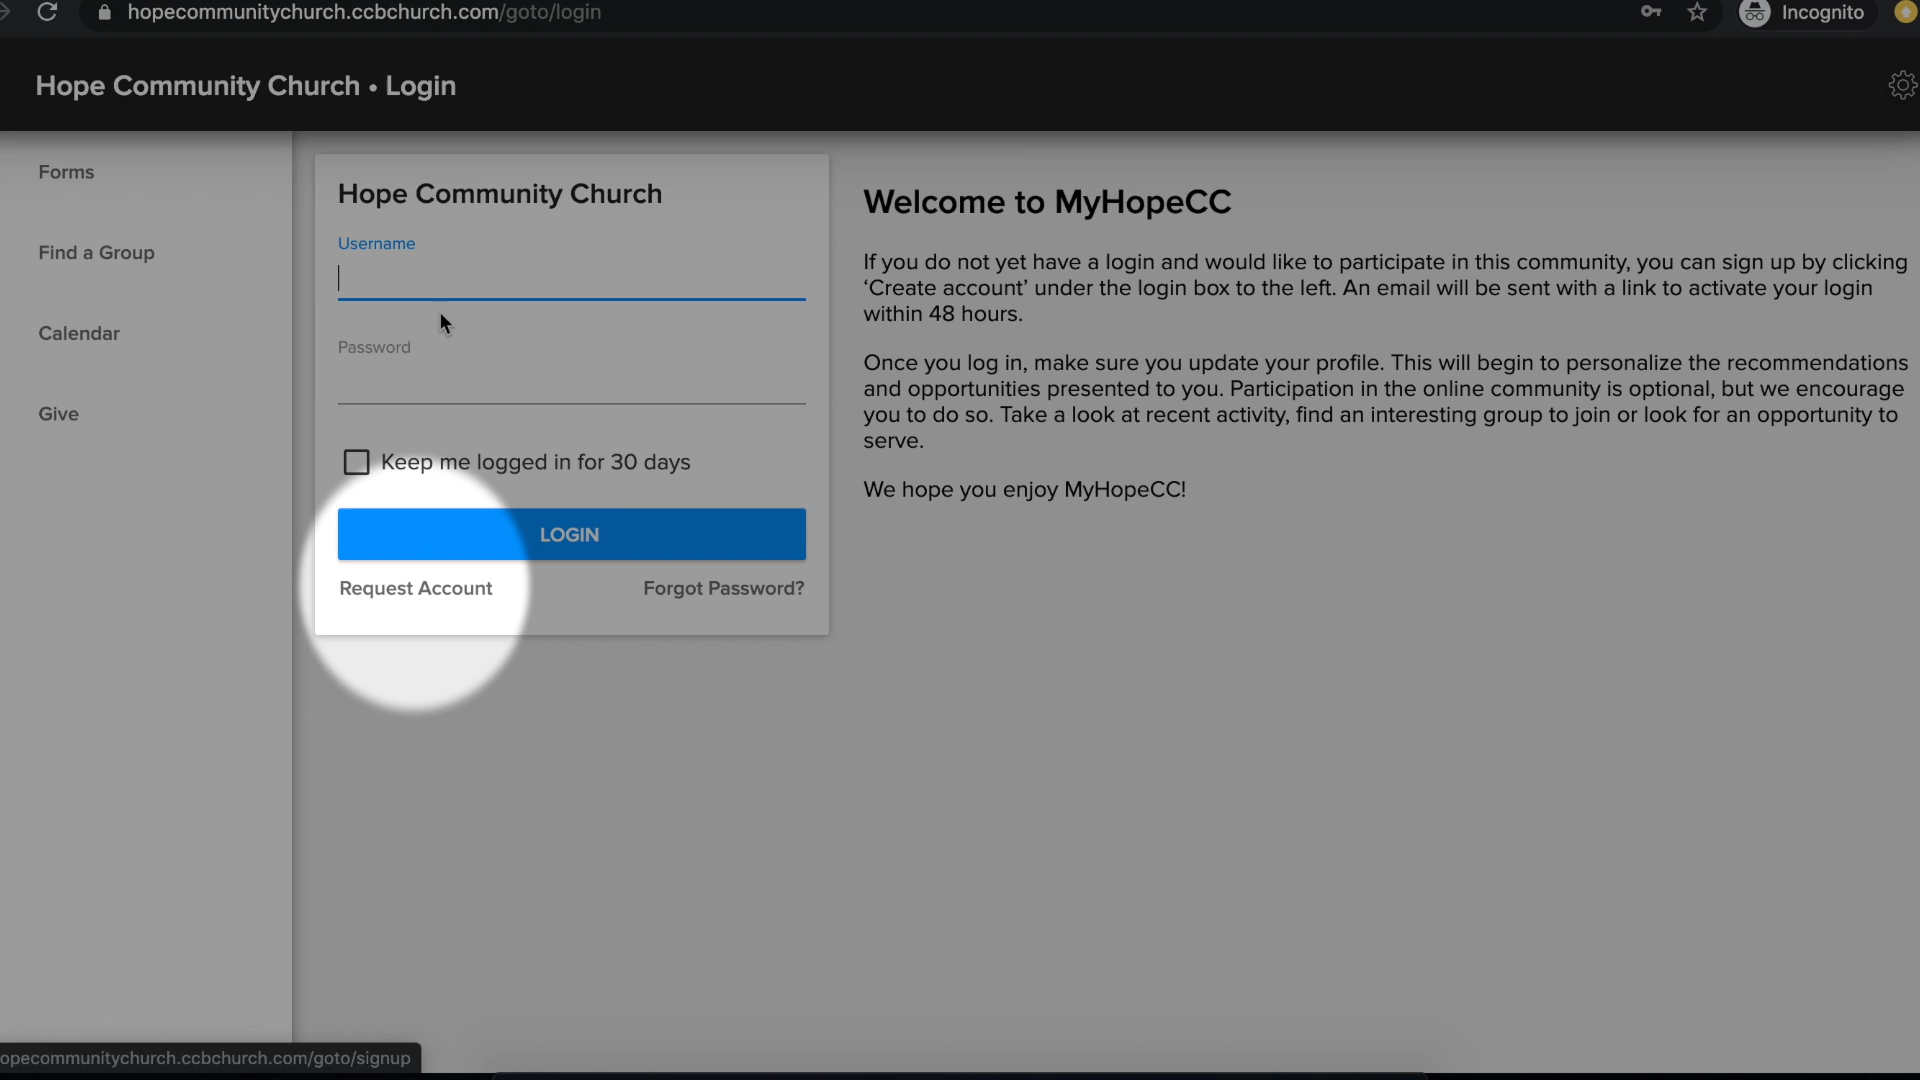 hopecommunitychurch.ccbchurch.com/goto/login
Incognito
Hope Community Church • Login
Forms
Find a Group
Calendar
Give
Hope Community Church
Username
Password
Keep me logged in for 30 days
LOGIN
Request Account
Forgot Password?
Welcome to MyHopeCC
If you do not yet have a login and would like to participate in this community, you can sign up by clicking
‘Create account’ under the login box to the left. An email will be sent with a link to activate your login
within 48 hours.
Once you log in, make sure you update your profile. This will begin to personalize the recommendations
and opportunities presented to you. Participation in the online community is optional, but we encourage
you to do so. Take a look at recent activity, find an interesting group to join or look for an opportunity to
serve.
We hope you enjoy MyHopeCC!
opecommunitychurch.ccbchurch.com/goto/signup